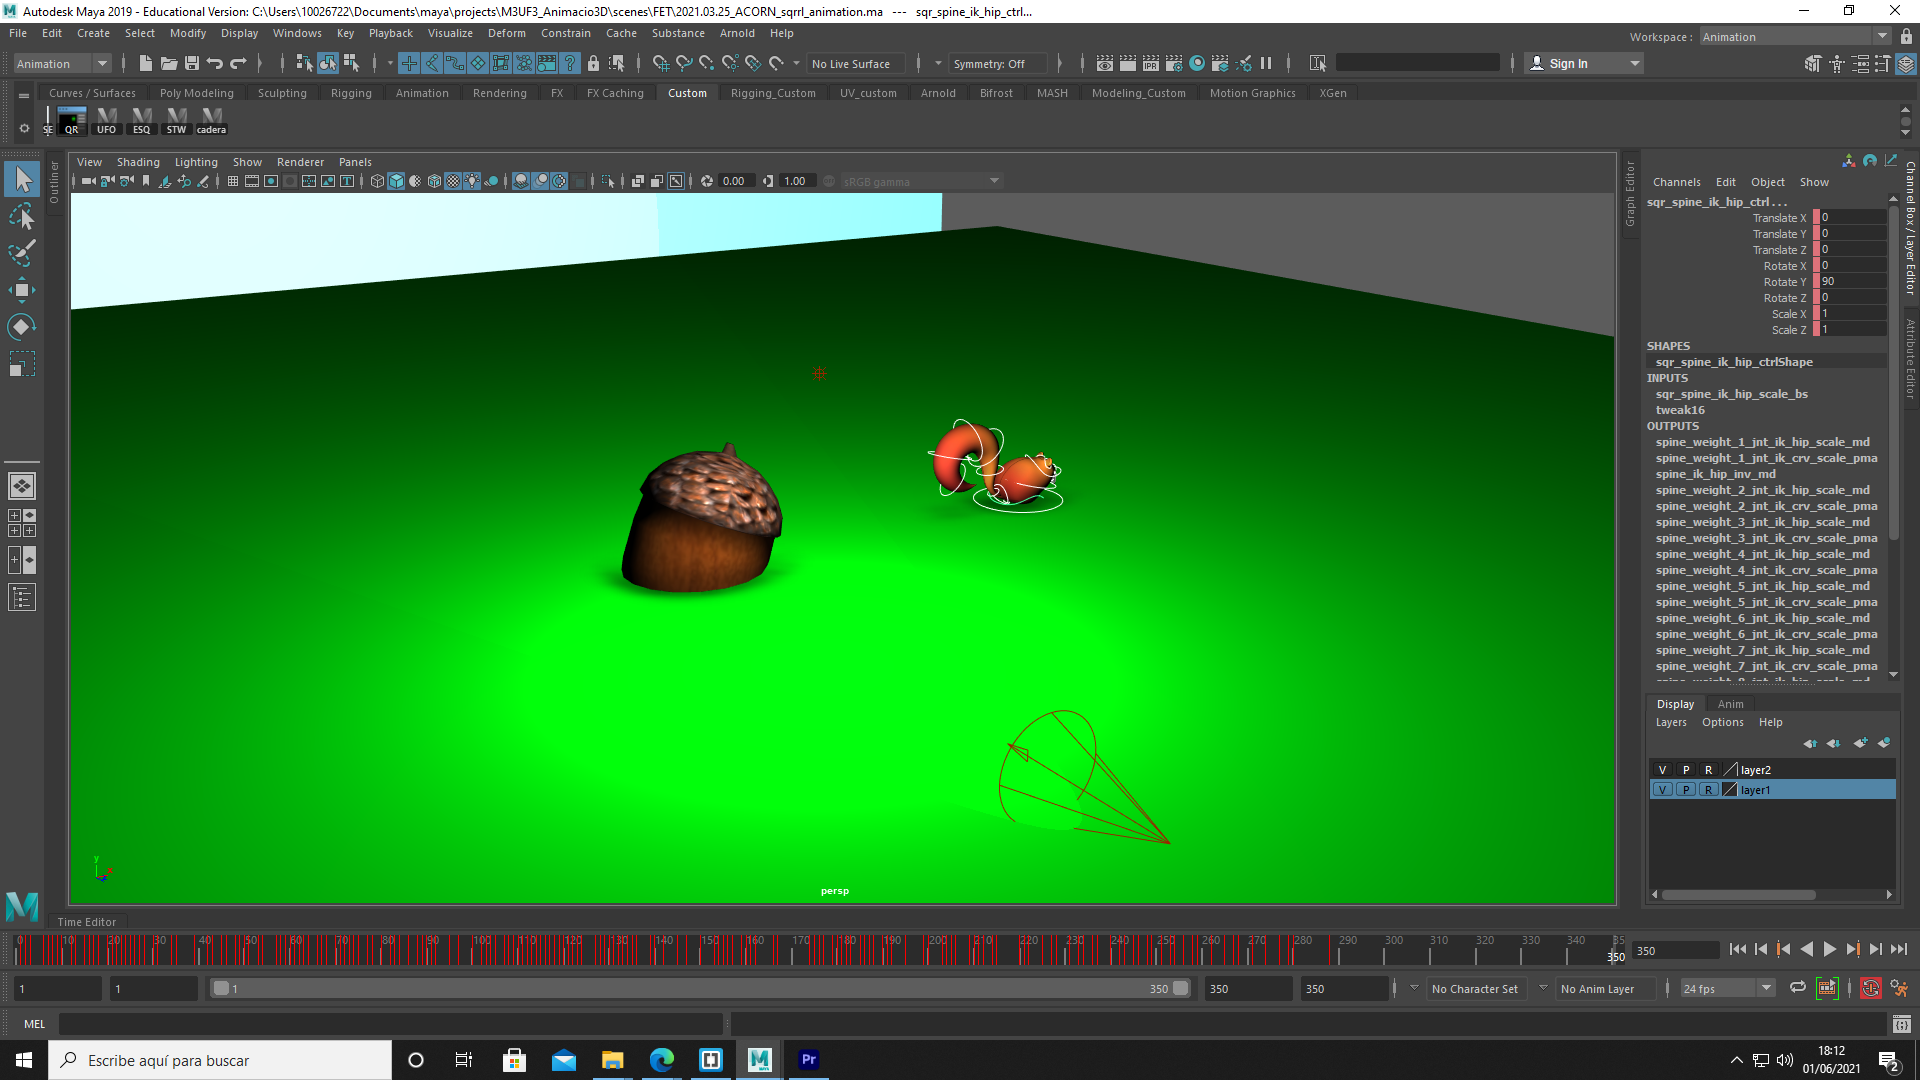 Autodesk Maya 2019 - Educational Version: C:\Users\10026722\Documents\maya\projects\M3UF3_Animacio3D\scenes\FET\2021.03.25_ACORN_sqrrl_animation.ma   ---   sqr_spine_ik_hip_ctrl...
File Edit Create Select Modify Display Windows Key Playback Visualize Deform Constrain Cache Substance Arnold Help
Workspace : Animation
Animation No Live Surface Symmetry: Off Sign In
Curves / Surfaces Poly Modeling Sculpting Rigging Animation Rendering FX FX Caching Custom Rigging_Custom UV_custom Arnold Bifrost MASH Modeling_Custom Motion Graphics XGen
SE QR UFO ESQ STW cadera
Outliner
View Shading Lighting Show Renderer Panels
0.00 1.00 sRGB gamma
persp
y
Graph Editor
Channels Edit Object Show
sqr_spine_ik_hip_ctrl ...
Translate X 0
Translate Y 0
Translate Z 0
Rotate X 0
Rotate Y 90
Rotate Z 0
Scale X 1
Scale Z 1
SHAPES
sqr_spine_ik_hip_ctrlShape
INPUTS
sqr_spine_ik_hip_scale_bs
tweak16
OUTPUTS
spine_weight_1_jnt_ik_hip_scale_md
spine_weight_1_jnt_ik_crv_scale_pma
spine_ik_hip_inv_md
spine_weight_2_jnt_ik_hip_scale_md
spine_weight_2_jnt_ik_crv_scale_pma
spine_weight_3_jnt_ik_hip_scale_md
spine_weight_3_jnt_ik_crv_scale_pma
spine_weight_4_jnt_ik_hip_scale_md
spine_weight_4_jnt_ik_crv_scale_pma
spine_weight_5_jnt_ik_hip_scale_md
spine_weight_5_jnt_ik_crv_scale_pma
spine_weight_6_jnt_ik_hip_scale_md
spine_weight_6_jnt_ik_crv_scale_pma
spine_weight_7_jnt_ik_hip_scale_md
spine_weight_7_jnt_ik_crv_scale_pma
Channel Box / Layer Editor
Attribute Editor
Display Anim
Layers Options Help
V P R layer2
V P R layer1
Time Editor
0 10 20 30 40 50 60 70 80 90 100 110 120 130 140 150 160 170 180 190 200 210 220 230 240 250 260 270 280 290 300 310 320 330 340 35
350 350
1 1 1 350 350 350 No Character Set No Anim Layer 24 fps
MEL
Escribe aquí para buscar
Pr
18:12
01/06/2021
2